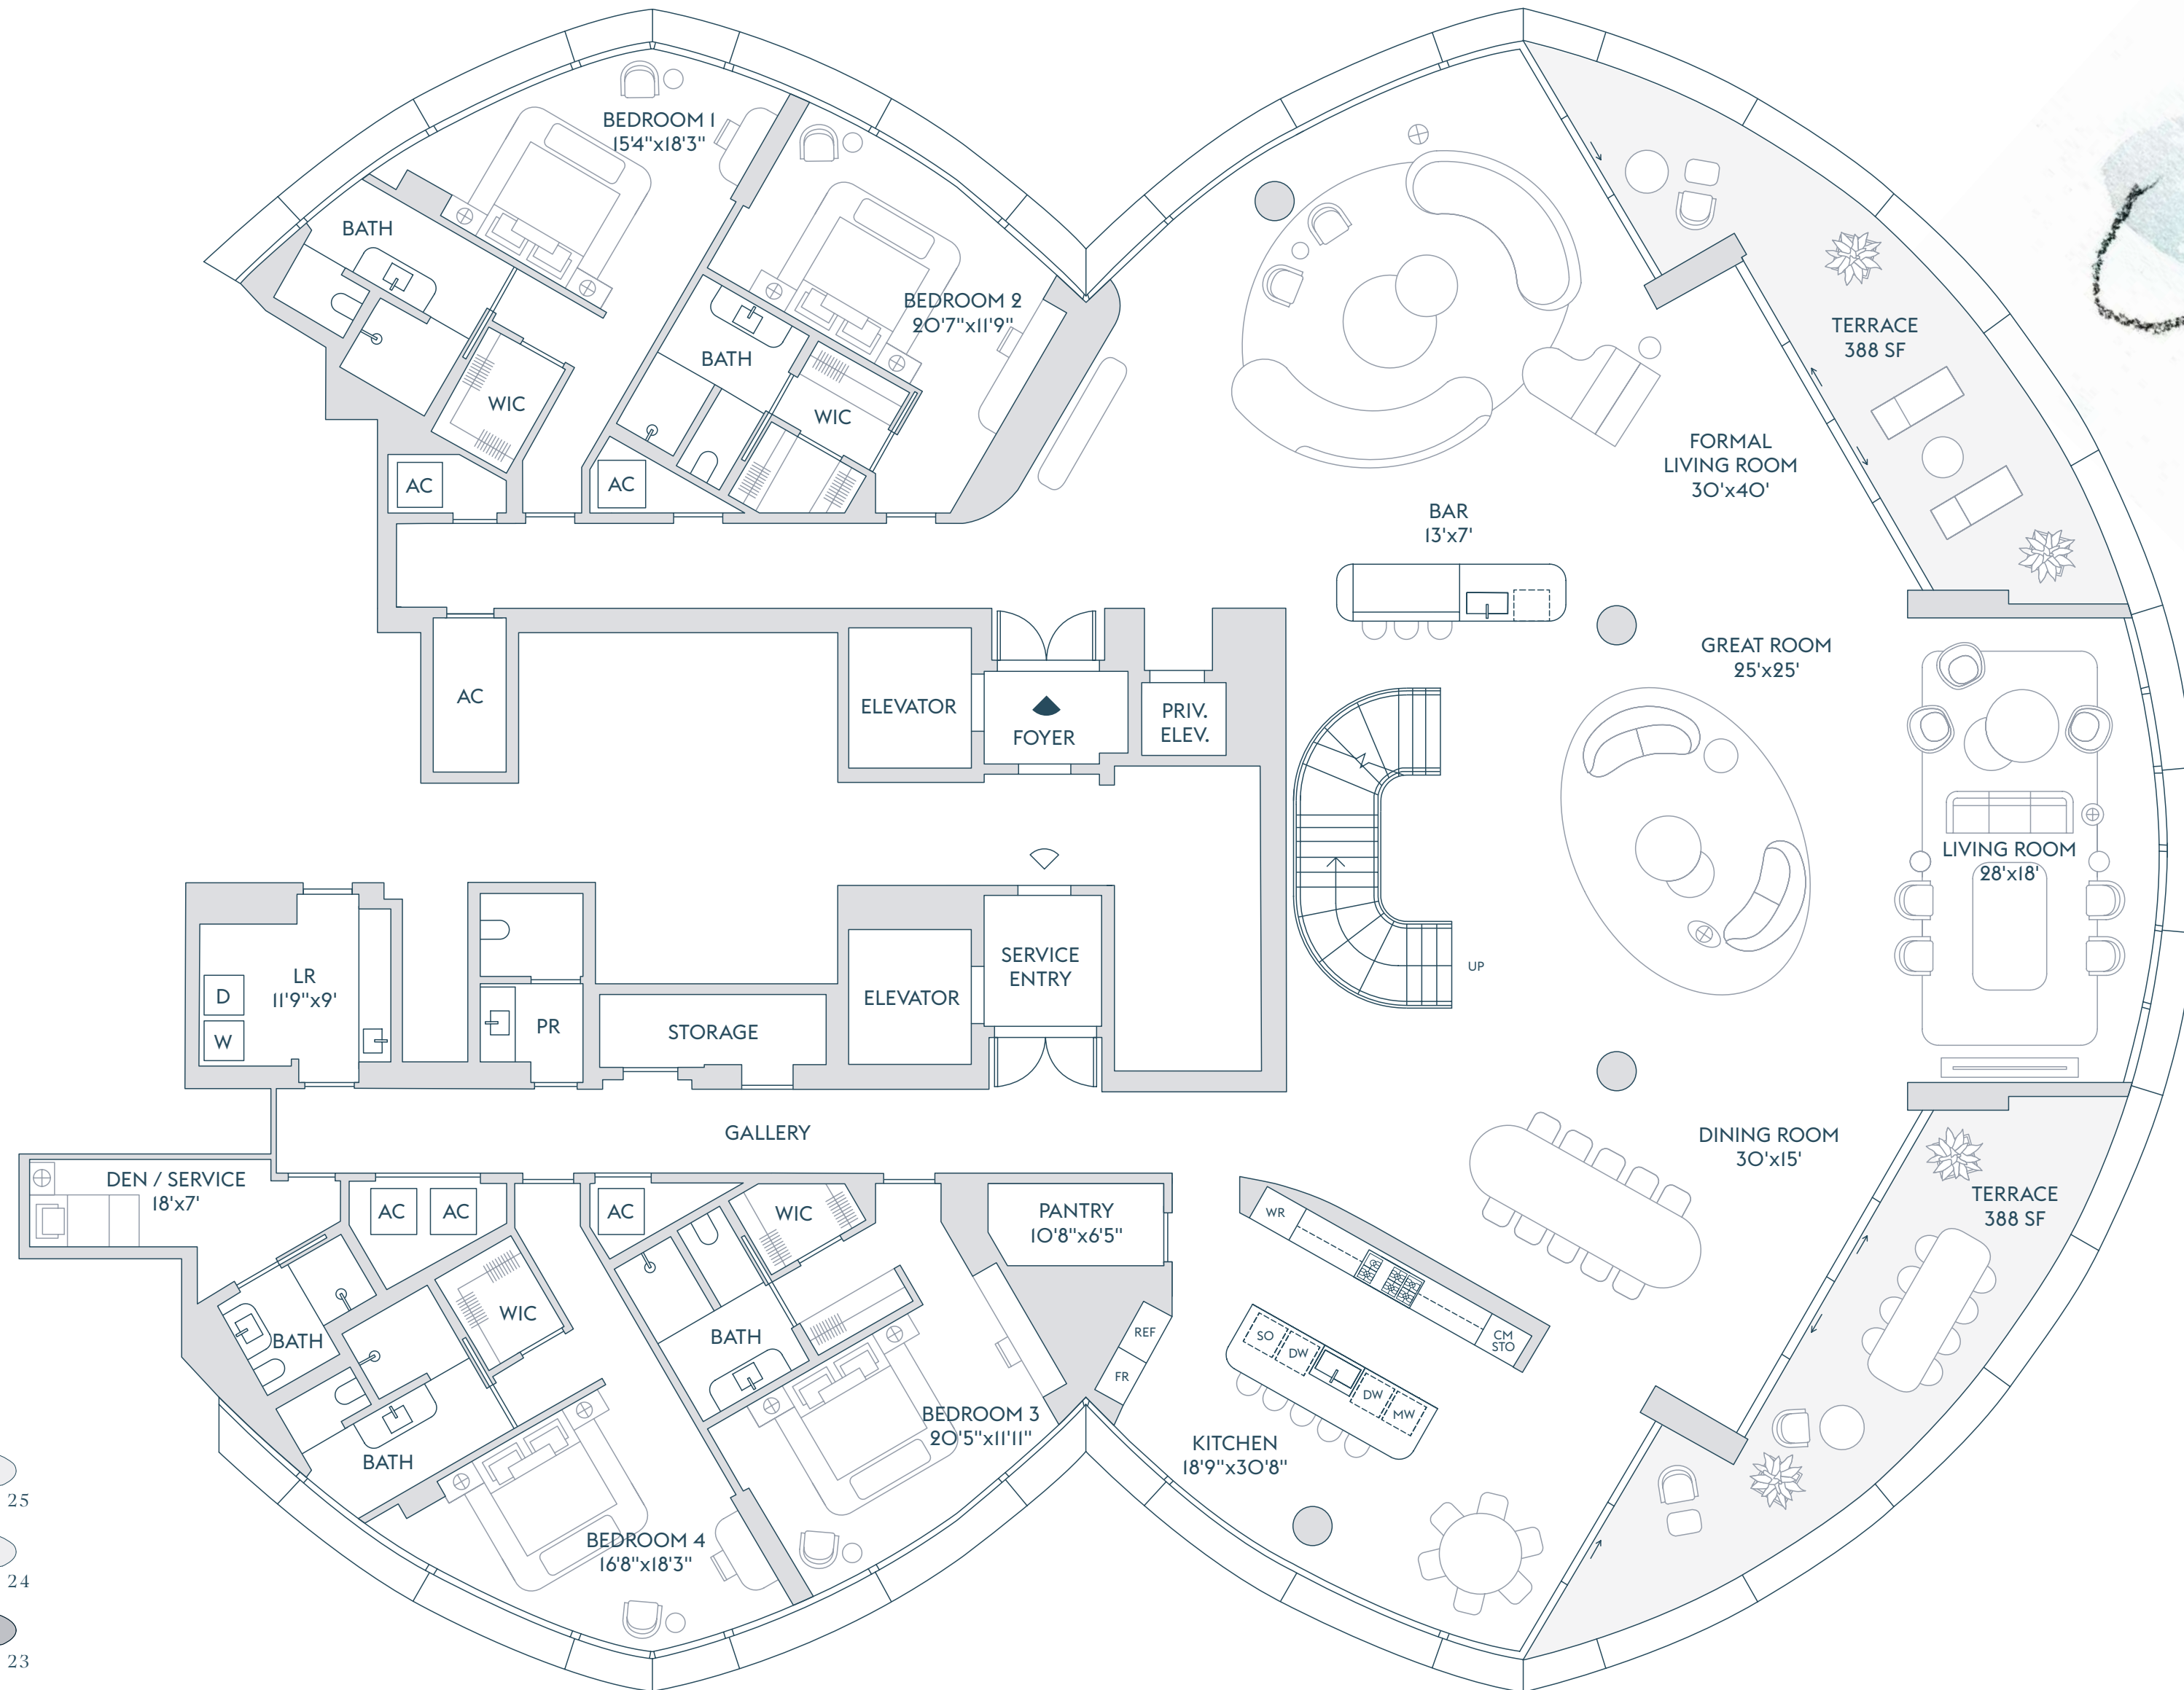 BEDROOM 1
15'4"x18'3"
BATH
BEDROOM 2
20'7"x11'9"
BATH
WIC
WIC
AC
AC
TERRACE
388 SF
FORMAL
LIVING ROOM
30'x40'
BAR
13'x7'
GREAT ROOM
25'x25'
AC
ELEVATOR
FOYER
PRIV.
ELEV.
LIVING ROOM
28'x18'
UP
LR
11'9"x9'
D
W
PR
STORAGE
ELEVATOR
SERVICE
ENTRY
GALLERY
DINING ROOM
30'x15'
TERRACE
388 SF
DEN / SERVICE
18'x7'
AC
AC
AC
WIC
PANTRY
10'8"x6'5"
WR
CM
STO
WIC
BATH
BATH
REF
FR
SO
DW
DW
MW
BEDROOM 3
20'5"x11'11"
KITCHEN
18'9"x30'8"
BATH
BEDROOM 4
16'8"x18'3"
25
24
23